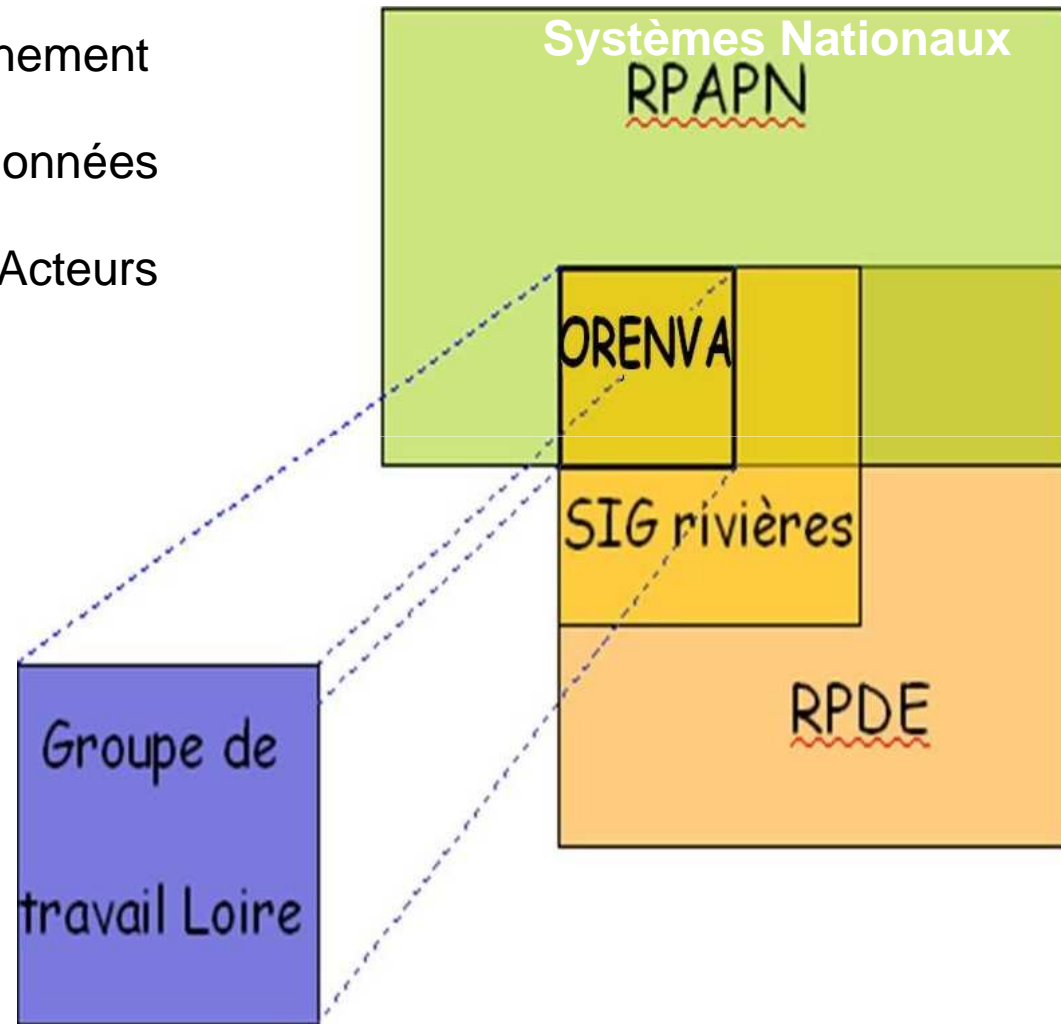 nement
onnées
Acteurs
Systèmes Nationaux
RPAPN
ORENVA
SIG rivières
RPDE
Groupe de
travail Loire